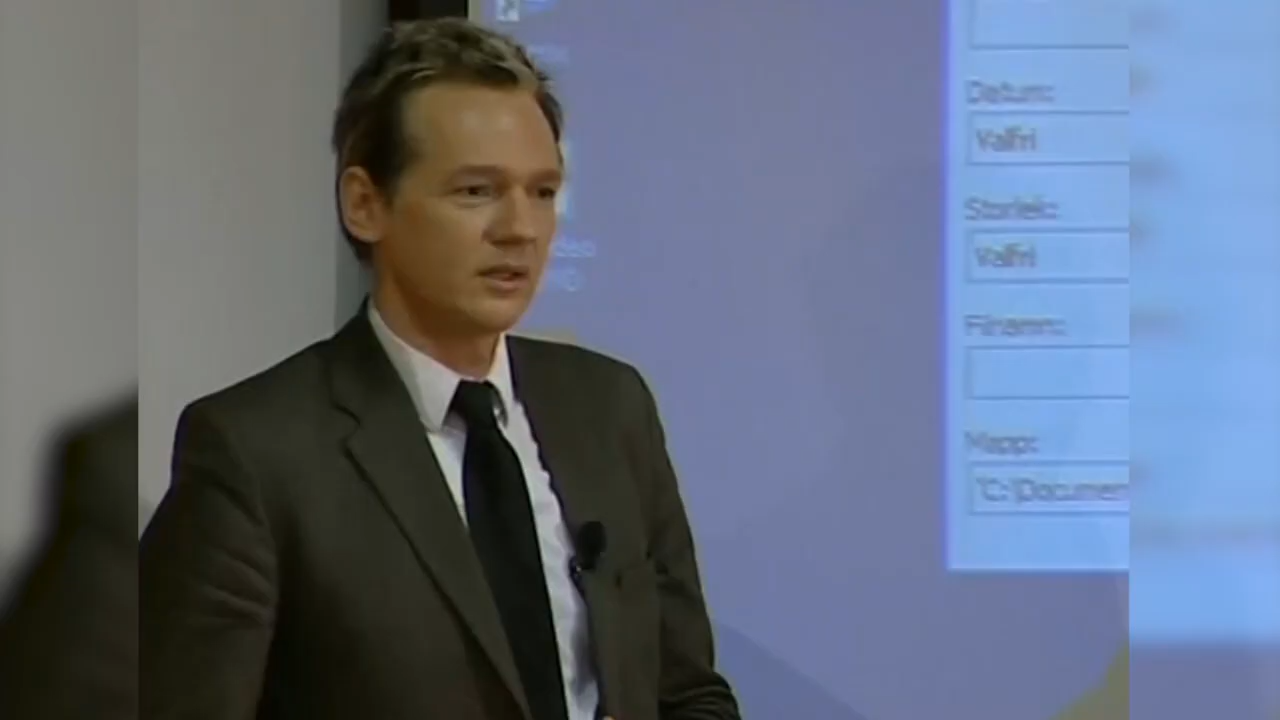 Datum:
Valfri
Storlek:
Valfri
Filnamn:
Mapp:
"C:\Documen